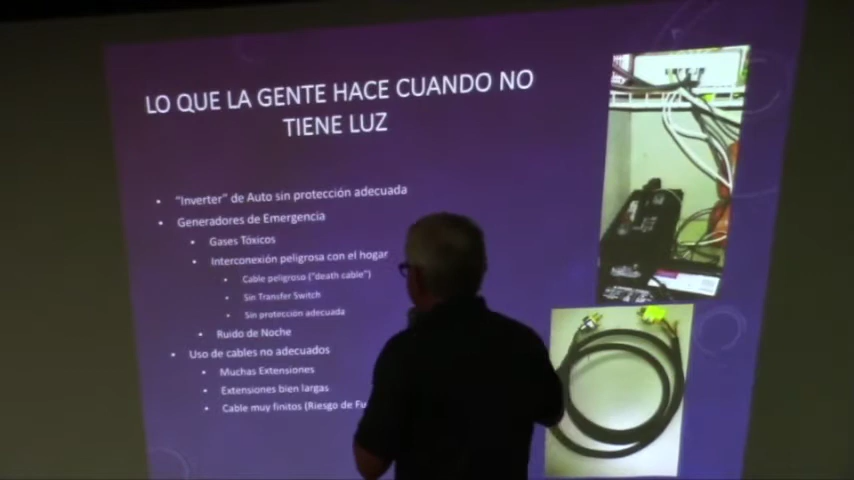 LO QUE LA GENTE HACE CUANDO NO
TIENE LUZ
• "Inverter" de Auto sin protección adecuada
• Generadores de Emergencia
• Gases Tóxicos
• Interconexión peligrosa con el hogar
• Cable peligroso ("death cable")
• Sin Transfer Switch
• Sin protección adecuada
• Ruido de Noche
• Uso de cables no adecuados
• Muchas Extensiones
• Extensiones bien largas
• Cable muy finitos (Riesgo de